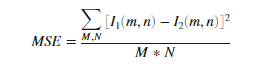 MSE = \frac{\sum_{M,N} [I_1(m, n) - I_2(m, n)]^2}{M * N}